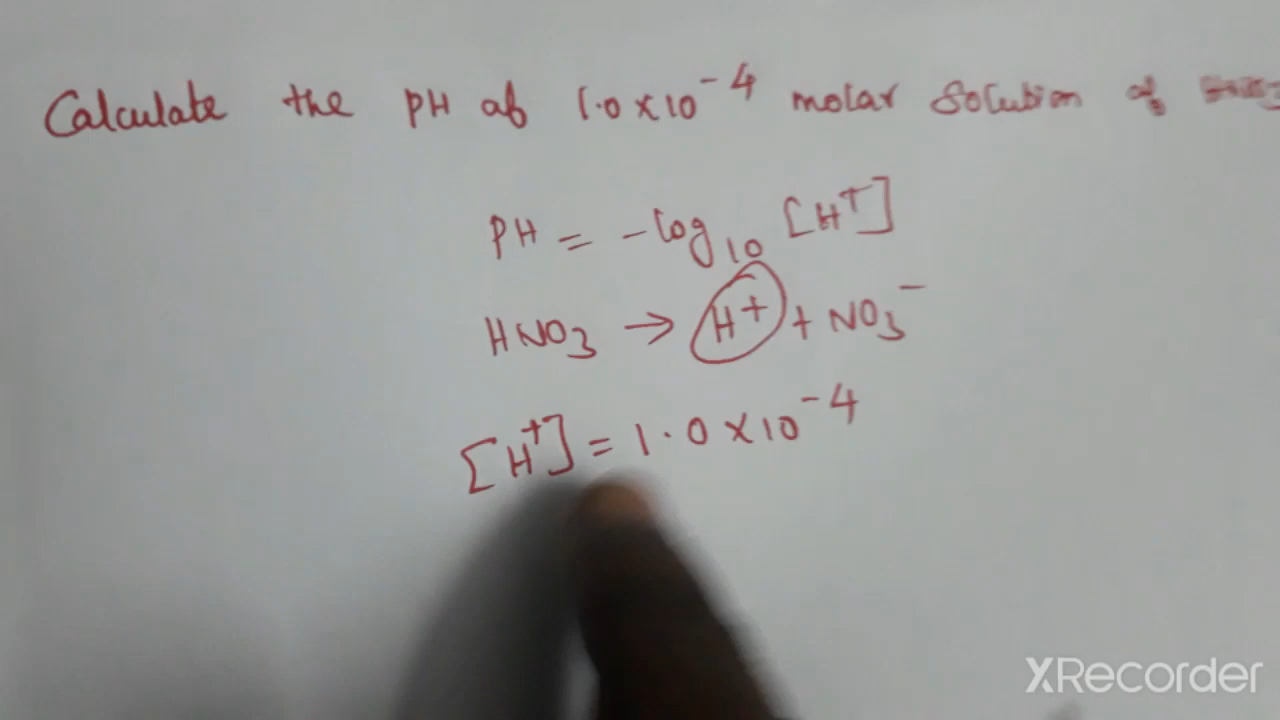 Calculate the PH of 1.0 × 10⁻⁴ molar solution of
PH = -log₁₀ [H⁺]
HNO₃ → H⁺ + NO₃⁻
[H⁺] = 1.0 × 10⁻⁴
XRecorder